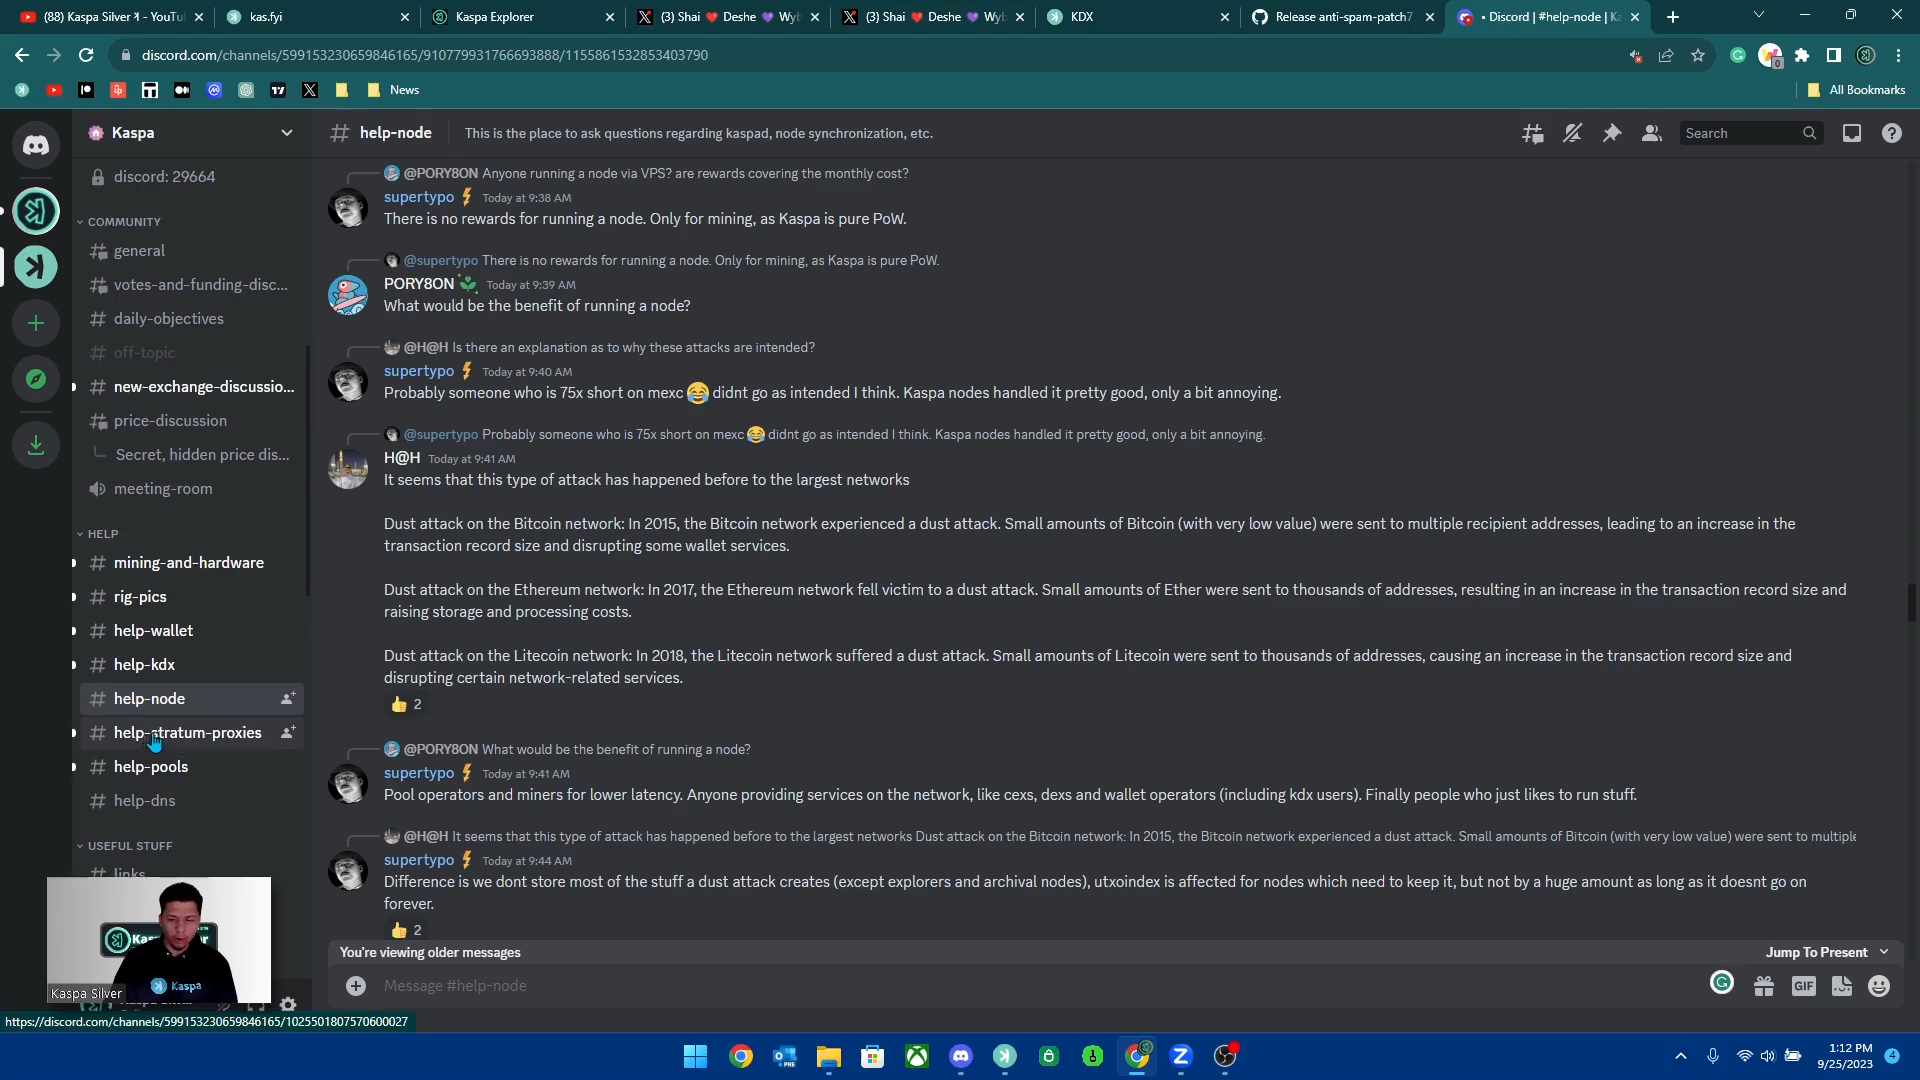 (88) Kaspa Silver
kas.fyi
Kaspa Explorer
(3) Shai ❤️ Deshe 💜 Wyb
(3) Shai ❤️ Deshe 💜 Wyb
KDX
Release anti-spam-patch7
• Discord | #help-node | Ka
discord.com/channels/599153230659846165/910779931766693888/1155861532853403790
News
All Bookmarks
Kaspa
# help-node
This is the place to ask questions regarding kaspad, node synchronization, etc.
Search
discord: 29664
COMMUNITY
general
votes-and-funding-disc...
daily-objectives
off-topic
new-exchange-discussio...
price-discussion
Secret, hidden price dis...
meeting-room
HELP
mining-and-hardware
rig-pics
help-wallet
help-kdx
help-node
help-stratum-proxies
help-pools
help-dns
USEFUL STUFF
links
@PORY8ON Anyone running a node via VPS? are rewards covering the monthly cost?
supertypo ⚡ Today at 9:38 AM
There is no rewards for running a node. Only for mining, as Kaspa is pure PoW.
@supertypo There is no rewards for running a node. Only for mining, as Kaspa is pure PoW.
PORY8ON Today at 9:39 AM
What would be the benefit of running a node?
@H@H Is there an explanation as to why these attacks are intended?
supertypo ⚡ Today at 9:40 AM
Probably someone who is 75x short on mexc 😂 didnt go as intended I think. Kaspa nodes handled it pretty good, only a bit annoying.
@supertypo Probably someone who is 75x short on mexc 😂 didnt go as intended I think. Kaspa nodes handled it pretty good, only a bit annoying.
H@H Today at 9:41 AM
It seems that this type of attack has happened before to the largest networks
Dust attack on the Bitcoin network: In 2015, the Bitcoin network experienced a dust attack. Small amounts of Bitcoin (with very low value) were sent to multiple recipient addresses, leading to an increase in the
transaction record size and disrupting some wallet services.
Dust attack on the Ethereum network: In 2017, the Ethereum network fell victim to a dust attack. Small amounts of Ether were sent to thousands of addresses, resulting in an increase in the transaction record size and
raising storage and processing costs.
Dust attack on the Litecoin network: In 2018, the Litecoin network suffered a dust attack. Small amounts of Litecoin were sent to thousands of addresses, causing an increase in the transaction record size and
disrupting certain network-related services.
👍 2
@PORY8ON What would be the benefit of running a node?
supertypo ⚡ Today at 9:41 AM
Pool operators and miners for lower latency. Anyone providing services on the network, like cexs, dexs and wallet operators (including kdx users). Finally people who just likes to run stuff.
@H@H It seems that this type of attack has happened before to the largest networks Dust attack on the Bitcoin network: In 2015, the Bitcoin network experienced a dust attack. Small amounts of Bitcoin (with very low value) were sent to multiple
supertypo ⚡ Today at 9:44 AM
Difference is we dont store most of the stuff a dust attack creates (except explorers and archival nodes), utxoindex is affected for nodes which need to keep it, but not by a huge amount as long as it doesnt go on
forever.
👍 2
You're viewing older messages
Jump To Present
Message #help-node
GIF
Kaspa
Kaspa Silver
https://discord.com/channels/599153230659846165/1025501807570600027
1:12 PM
9/25/2023
4